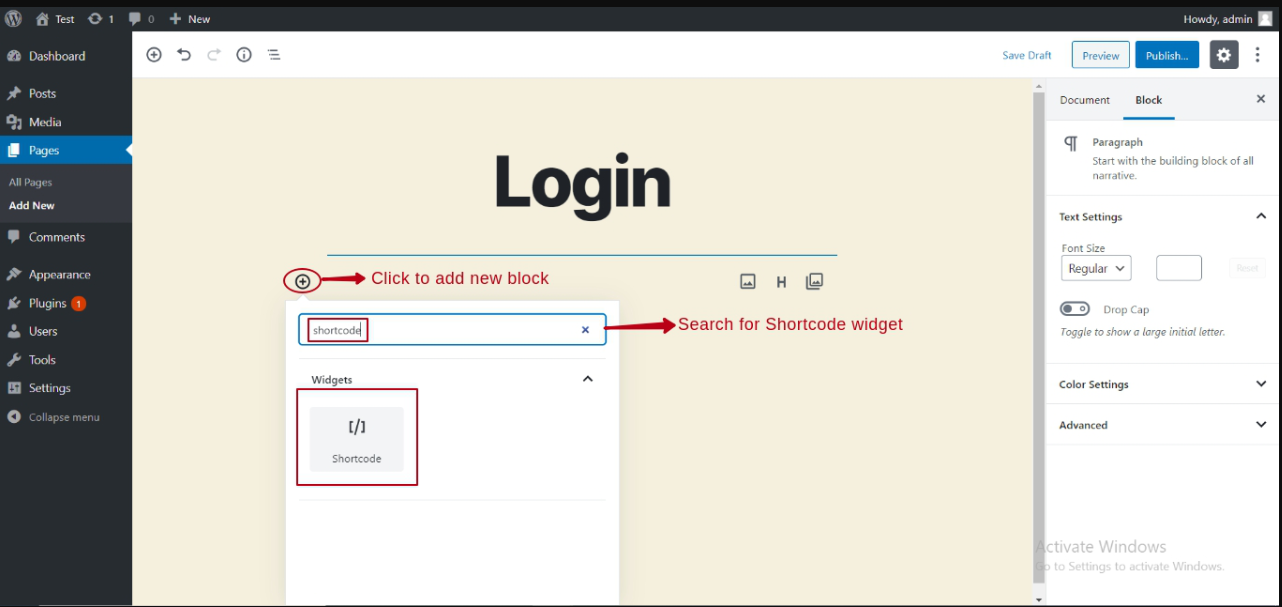 Test 1 0 New Howdy, admin
Dashboard
Posts
Media
Pages
All Pages
Add New
Comments
Appearance
Plugins 1
Users
Tools
Settings
Collapse menu
Save Draft Preview Publish...
Login
Click to add new block H
shortcode
Search for Shortcode widget
Widgets
[/]
Shortcode
Document Block
Paragraph
Start with the building block of all
narrative.
Text Settings
Font Size
Regular Reset
Drop Cap
Toggle to show a large initial letter.
Color Settings
Advanced
Activate Windows
Go to Settings to activate Windows.